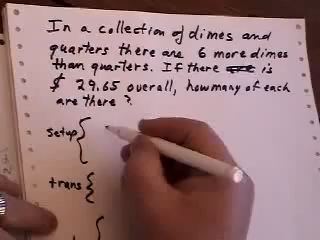 In a collection of dimes and
quarters there are 6 more dimes
than quarters. If there is
$ 29.65 overall, how many of each
are there?
setup
trans